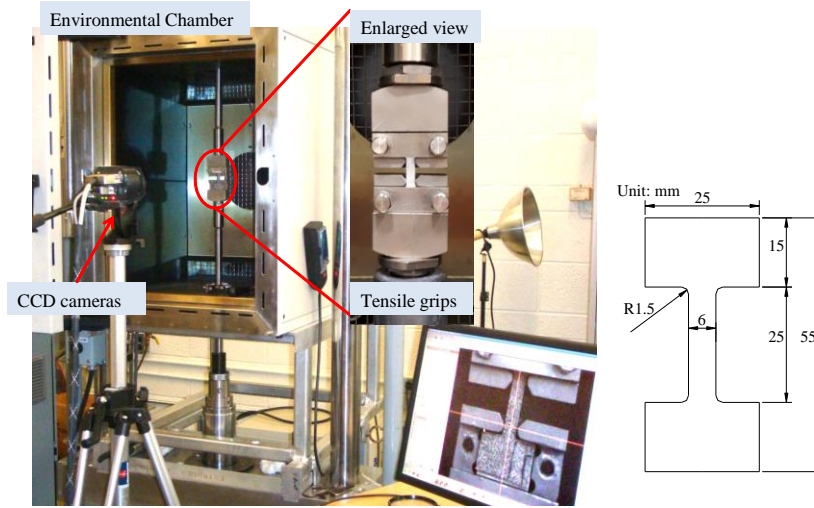 Environmental Chamber
Enlarged view
CCD cameras
Tensile grips
Unit: mm
25
15
R1.5
6
25
55